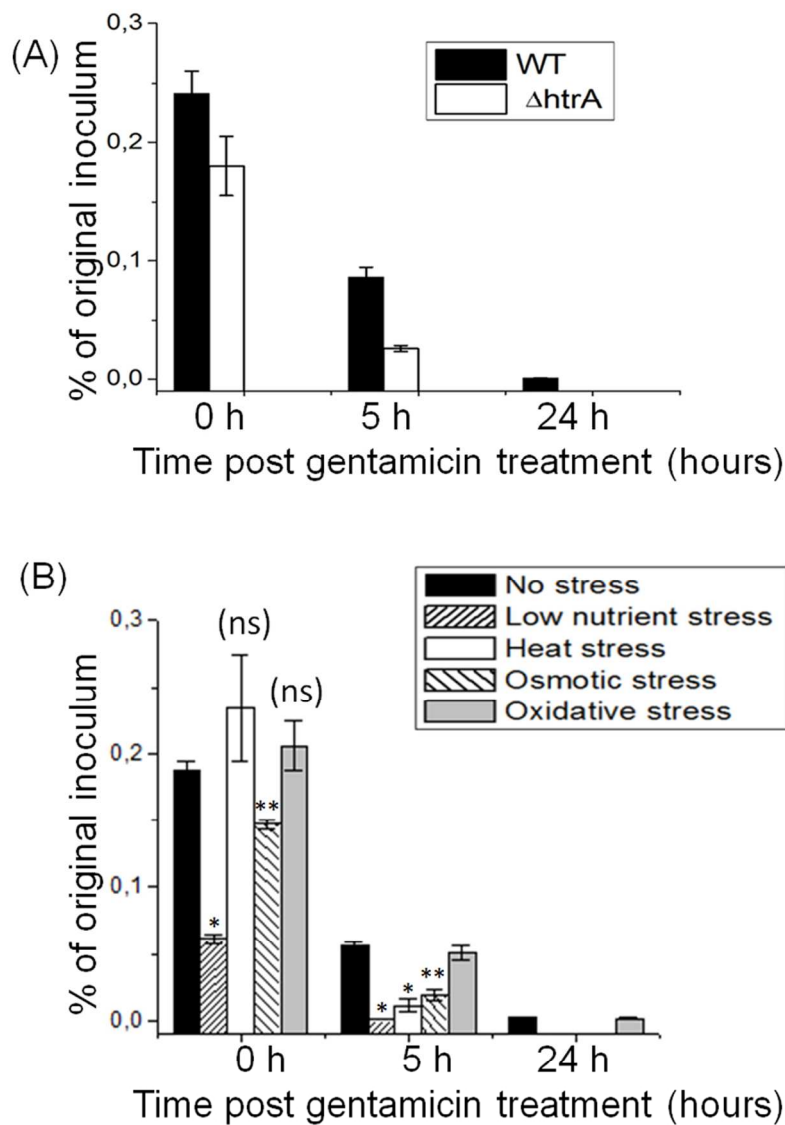 (A)
WT
ΔhtrA
% of original inoculum
0,3
0,2
0,1
0,0
0 h 5 h 24 h
Time post gentamicin treatment (hours)
(B)
No stress
Low nutrient stress
Heat stress
Osmotic stress
Oxidative stress
% of original inoculum
0,3
0,2
0,1
0,0
(ns)
(ns)
**
*
**
*
*
0 h 5 h 24 h
Time post gentamicin treatment (hours)